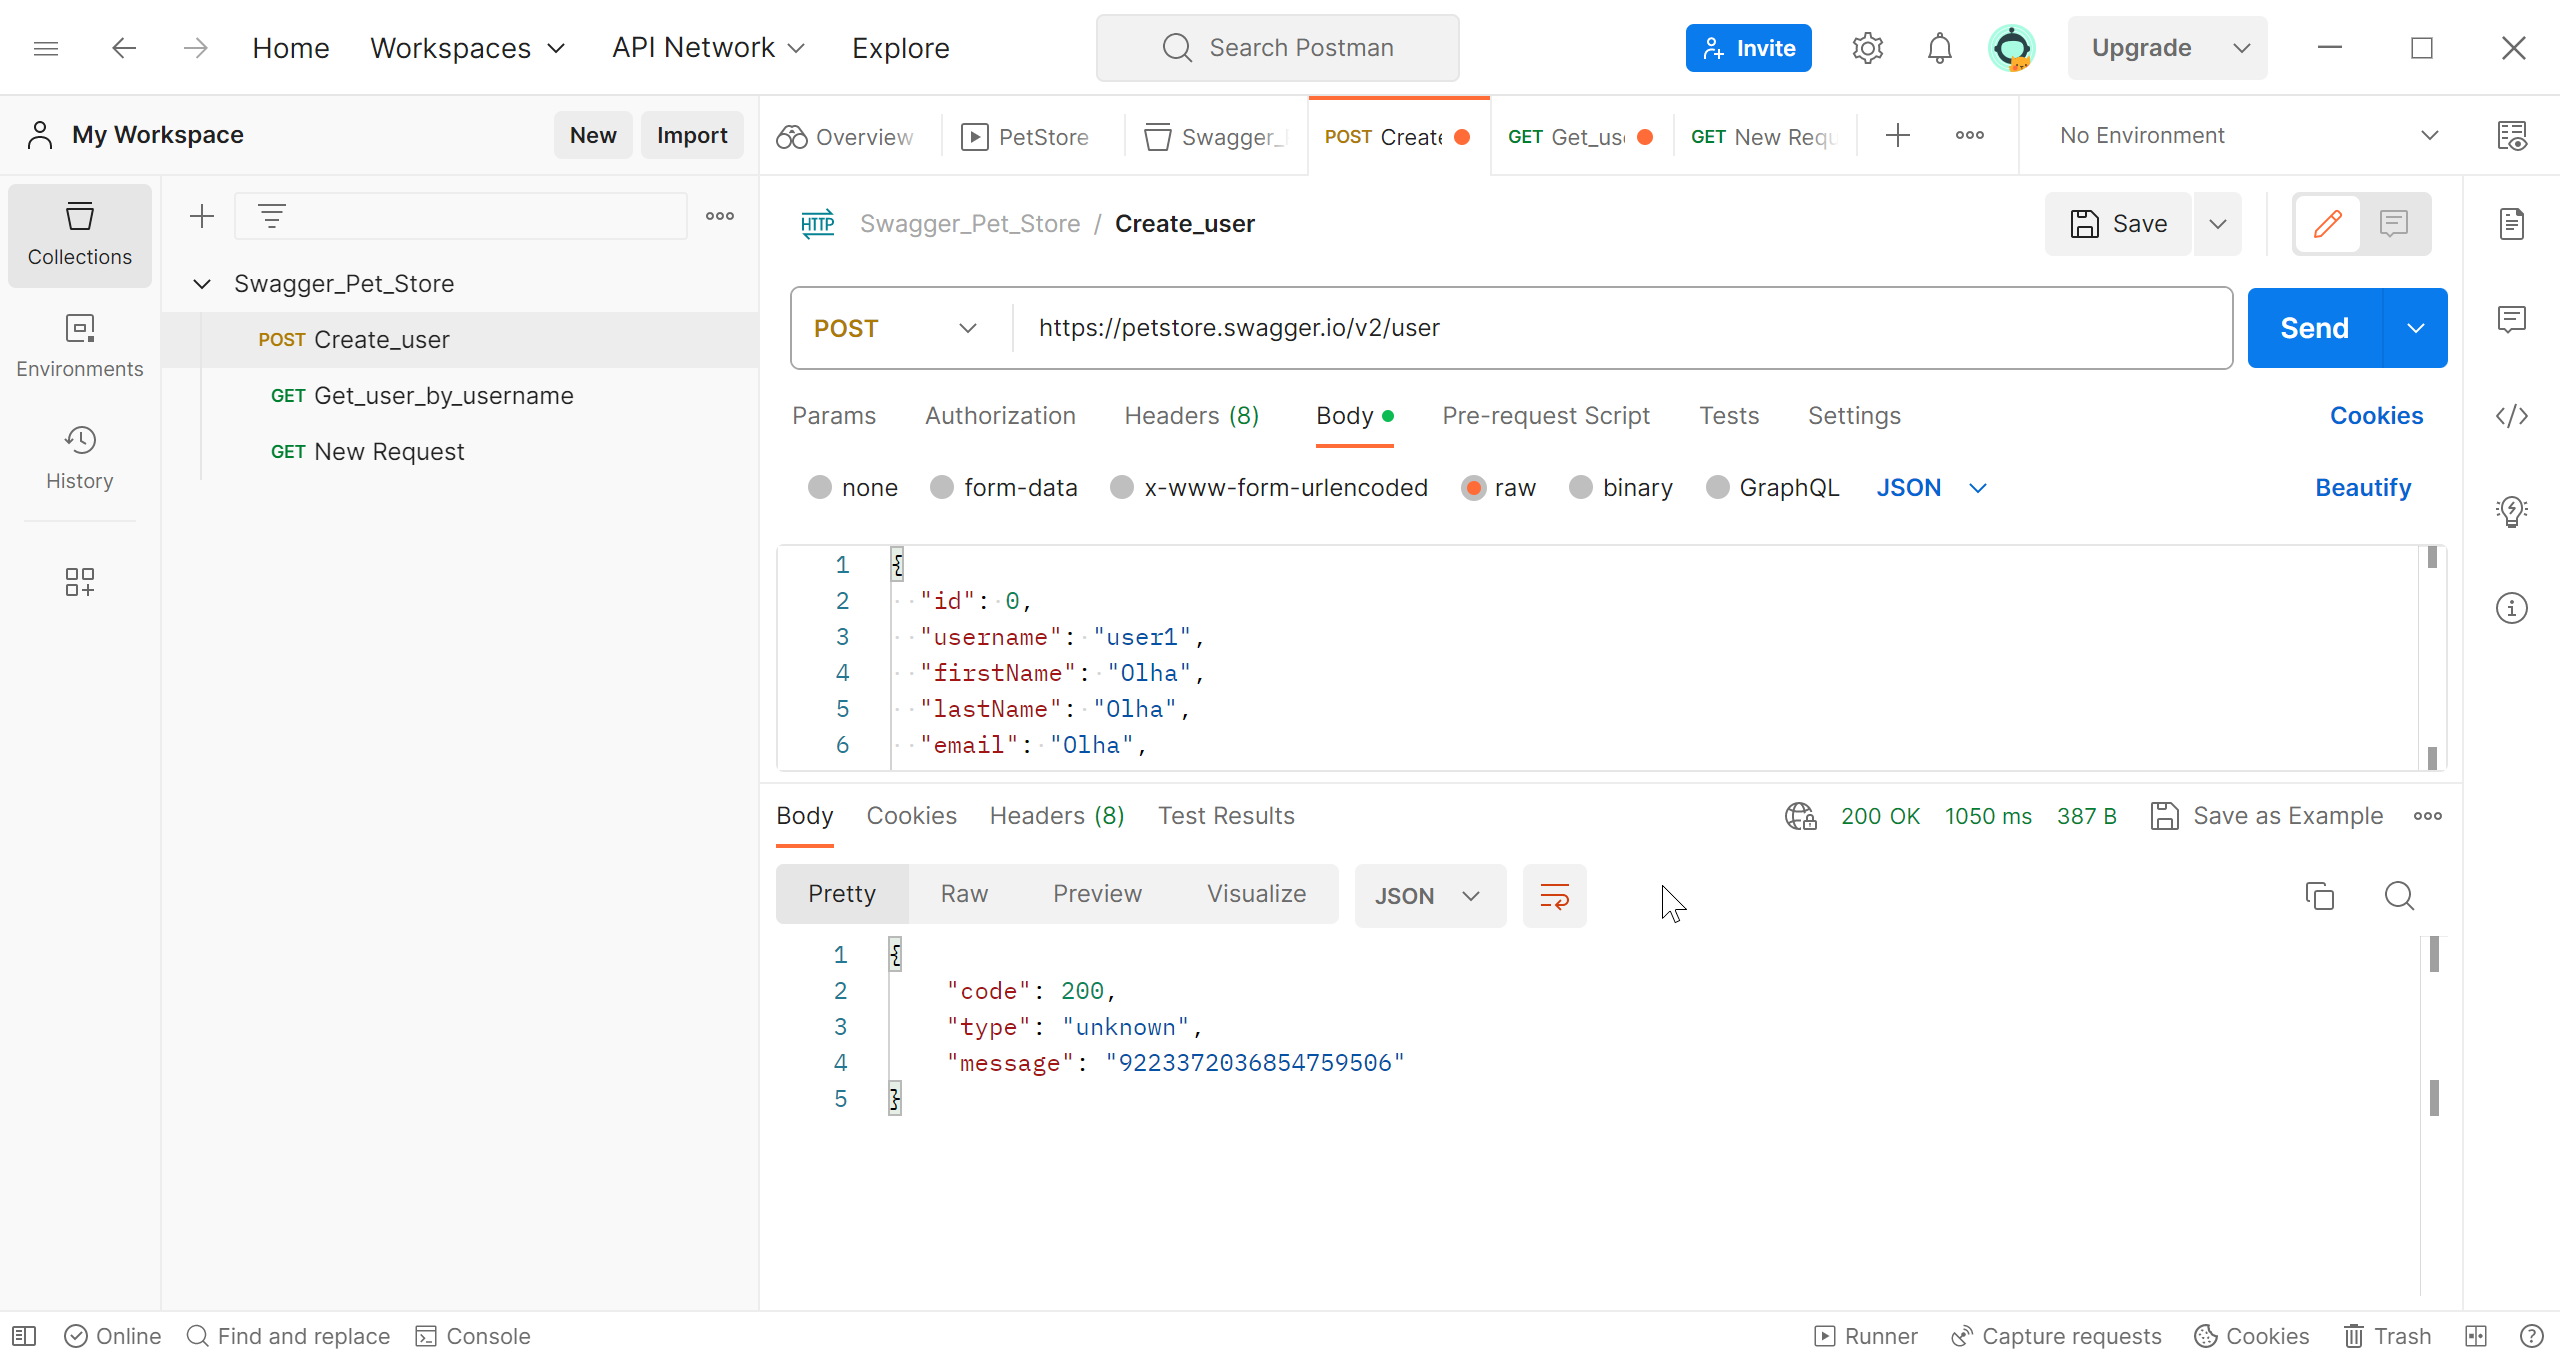 Home Workspaces API Network Explore Search Postman Invite Upgrade
My Workspace New Import Overview PetStore Swagger_ POST Create GET Get_us GET New Requ No Environment
Collections
Environments
History
Swagger_Pet_Store
POST Create_user
GET Get_user_by_username
GET New Request
HTTP Swagger_Pet_Store / Create_user Save
POST https://petstore.swagger.io/v2/user Send
Params Authorization Headers (8) Body Pre-request Script Tests Settings Cookies
none form-data x-www-form-urlencoded raw binary GraphQL JSON Beautify
1 {
2 "id": 0,
3 "username": "user1",
4 "firstName": "Olha",
5 "lastName": "Olha",
6 "email": "Olha",
Body Cookies Headers (8) Test Results 200 OK 1050 ms 387 B Save as Example
Pretty Raw Preview Visualize JSON
1 {
2 "code": 200,
3 "type": "unknown",
4 "message": "9223372036854759506"
5 }
Online Find and replace Console Runner Capture requests Cookies Trash